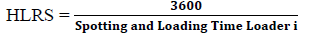 HLRS = 3600
Spotting and Loading Time Loader i